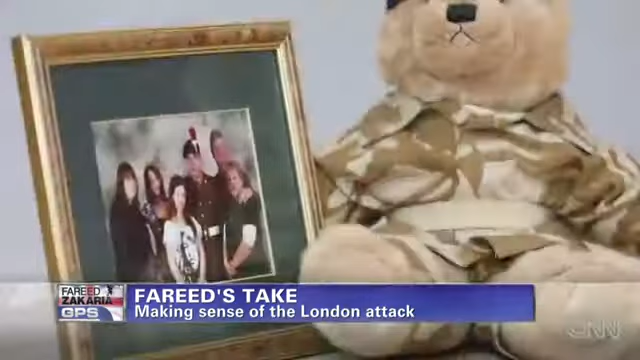 FAREED ZAKARIA GPS
FAREED'S TAKE
Making sense of the London attack
CNN